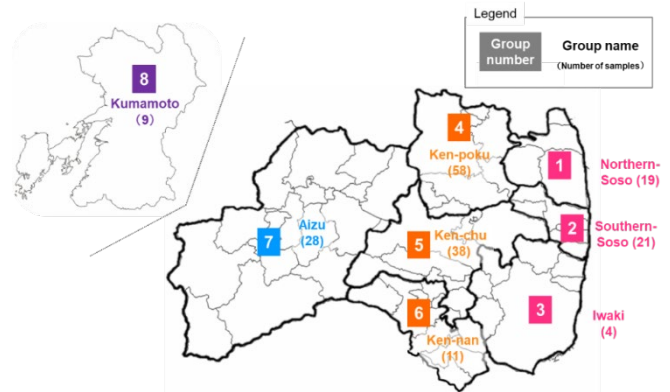 Legend
Group number
Group name
(Number of samples)
8
Kumamoto
(9)
4
Ken-poku
(58)
1
Northern-
Soso (19)
2
Southern-
Soso (21)
7
Aizu
(28)
5
Ken-chu
(38)
3
Iwaki
(4)
6
Ken-nan
(11)